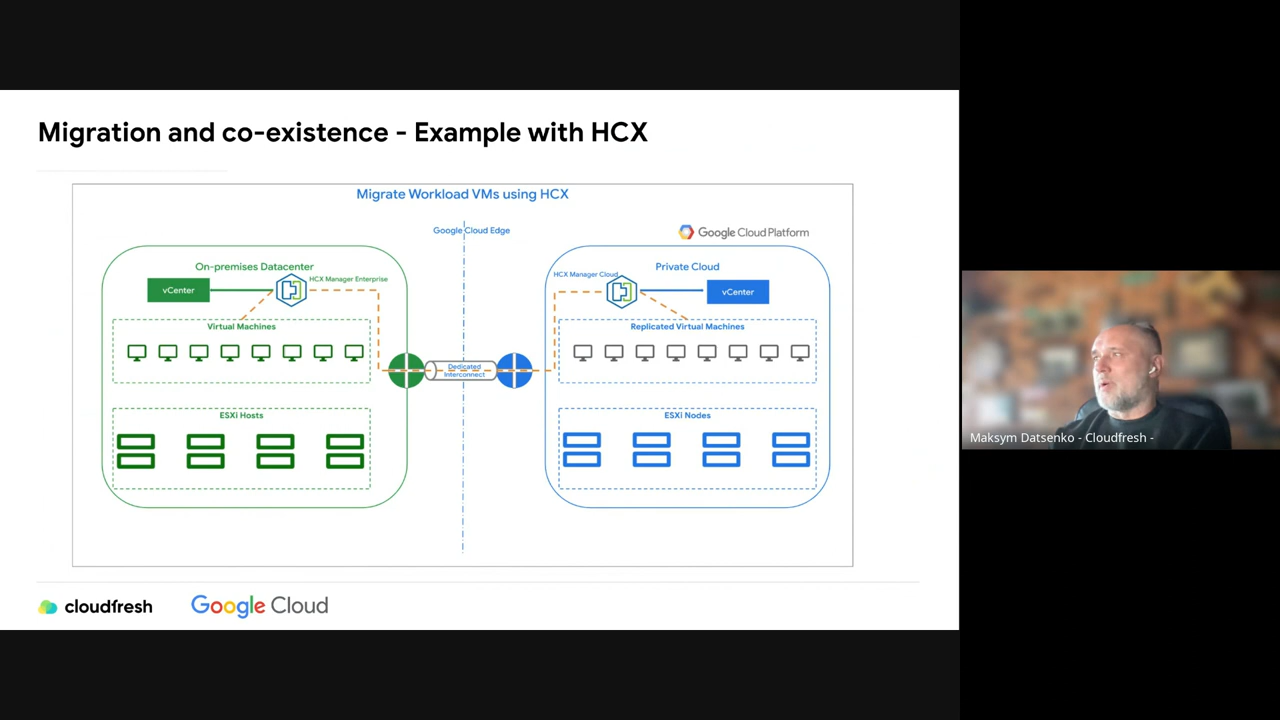 Migration and co-existence - Example with HCX
Migrate Workload VMs using HCX
Google Cloud Edge
Google Cloud Platform
On-premises Datacenter
vCenter
HCX Manager Enterprise
Virtual Machines
ESXi Hosts
Dedicated
Interconnect
Private Cloud
HCX Manager Cloud
vCenter
Replicated Virtual Machines
ESXi Nodes
cloudfresh
Google Cloud
Maksym Datsenko - Cloudfresh -